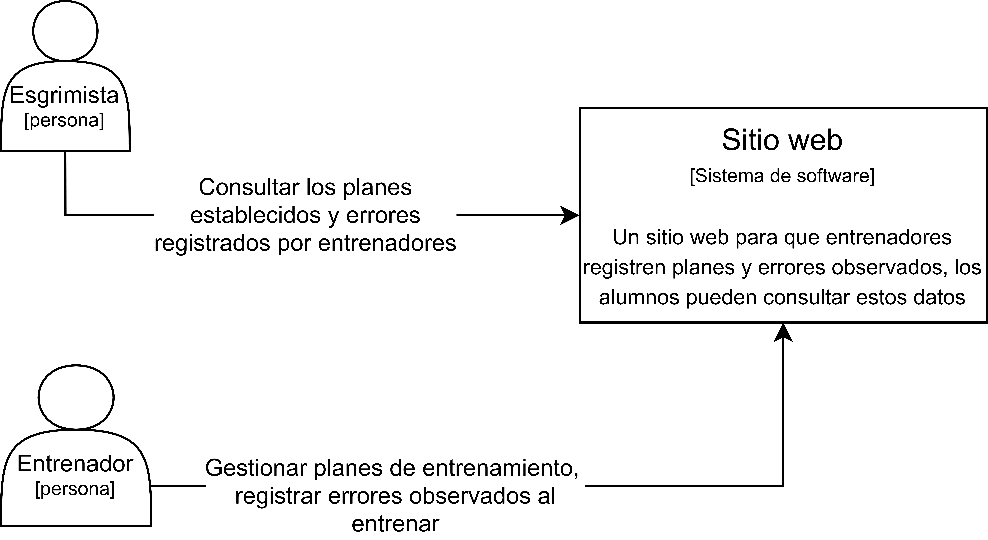 Esgrimista
[persona]
Consultar los planes
establecidos y errores
registrados por entrenadores
Sitio web
[Sistema de software]
Un sitio web para que entrenadores
registren planes y errores observados, los
alumnos pueden consultar estos datos
Entrenador
[persona]
Gestionar planes de entrenamiento,
registrar errores observados al
entrenar